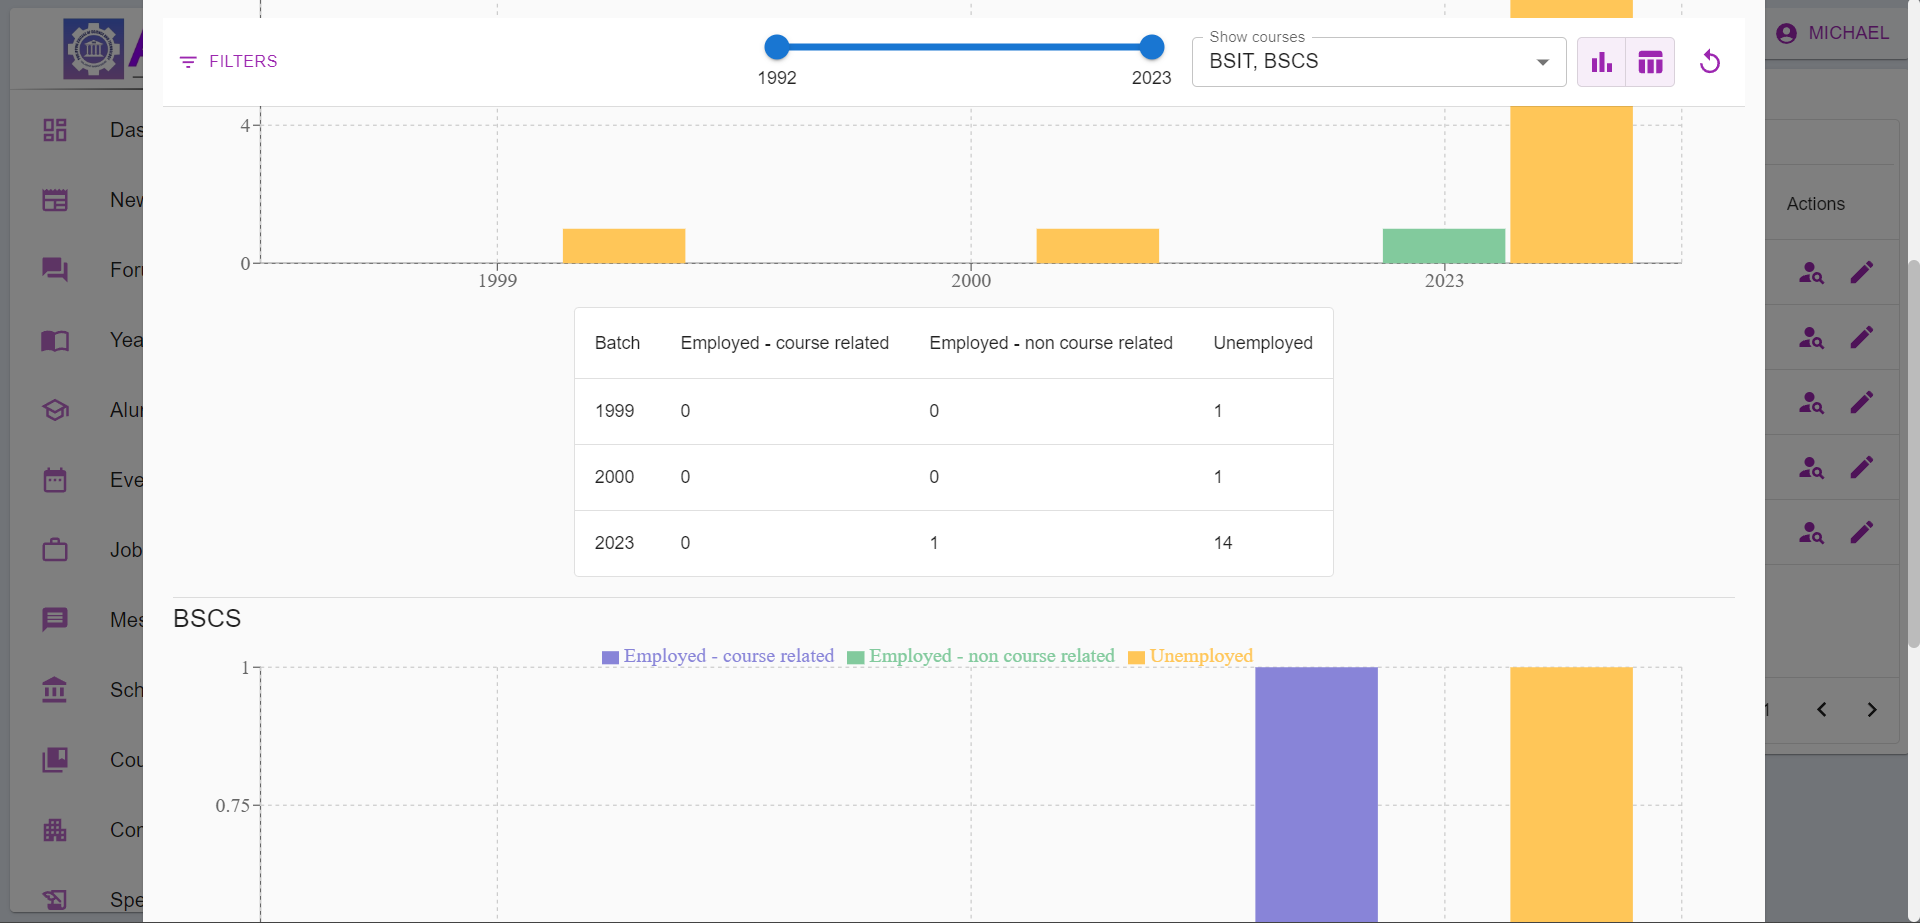 FILTERS
1992
2023
Show courses
BSIT, BSCS
MICHAEL
Das
New
For
Yea
Alu
Eve
Job
Mes
Sch
Cou
Spe
Actions
1
4
0
1999 2000 2023
Batch Employed - course related Employed - non course related Unemployed
1999 0 0 1
2000 0 0 1
2023 0 1 14
BSCS
Employed - course related Employed - non course related Unemployed
1
0.75